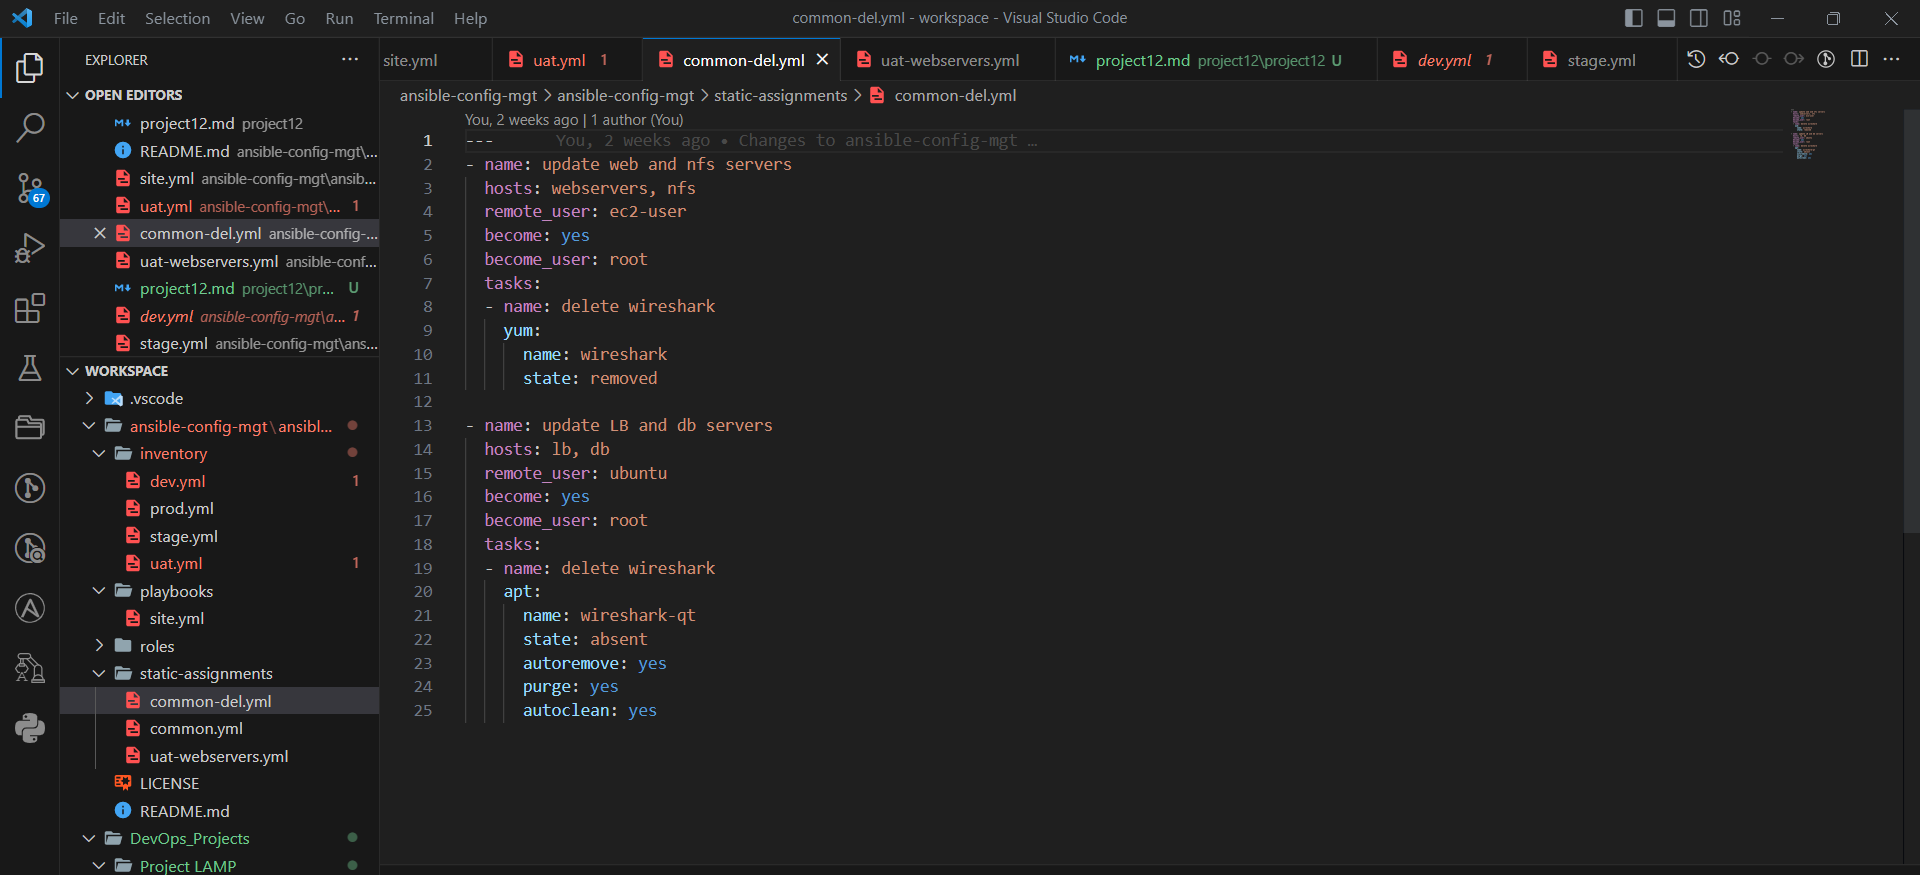 File Edit Selection View Go Run Terminal Help
common-del.yml - workspace - Visual Studio Code
EXPLORER
OPEN EDITORS
project12.md project12
README.md ansible-config-mgt\...
site.yml ansible-config-mgt\ansib...
uat.yml ansible-config-mgt\... 1
common-del.yml ansible-config-...
uat-webservers.yml ansible-conf...
project12.md project12\pr... U
dev.yml ansible-config-mgt\a... 1
stage.yml ansible-config-mgt\ans...
67
WORKSPACE
.vscode
ansible-config-mgt\ansibl...
inventory
dev.yml 1
prod.yml
stage.yml
uat.yml 1
playbooks
site.yml
roles
static-assignments
common-del.yml
common.yml
uat-webservers.yml
LICENSE
README.md
DevOps_Projects
Project LAMP
site.yml uat.yml 1 common-del.yml uat-webservers.yml project12.md project12\project12 U dev.yml 1 stage.yml
ansible-config-mgt > ansible-config-mgt > static-assignments > common-del.yml
You, 2 weeks ago | 1 author (You)
1 --- You, 2 weeks ago • Changes to ansible-config-mgt …
2 - name: update web and nfs servers
3 hosts: webservers, nfs
4 remote_user: ec2-user
5 become: yes
6 become_user: root
7 tasks:
8 - name: delete wireshark
9 yum:
10 name: wireshark
11 state: removed
12
13 - name: update LB and db servers
14 hosts: lb, db
15 remote_user: ubuntu
16 become: yes
17 become_user: root
18 tasks:
19 - name: delete wireshark
20 apt:
21 name: wireshark-qt
22 state: absent
23 autoremove: yes
24 purge: yes
25 autoclean: yes